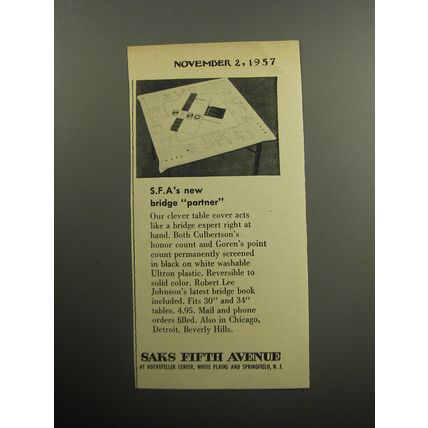 NOVEMBER 2, 1957
S.F.A's new
bridge "partner"
Our clever table cover acts
like a bridge expert right at
hand. Both Culbertson's
honor count and Goren's point
count permanently screened
in black on white washable
Ultron plastic. Reversible to
solid color. Robert Lee
Johnson's latest bridge book
included. Fits 30" and 34"
tables. 4.95. Mail and phone
orders filled. Also in Chicago,
Detroit, Beverly Hills.
SAKS FIFTH AVENUE
AT ROCKEFELLER CENTER, WHITE PLAINS AND SPRINGFIELD, N. J.